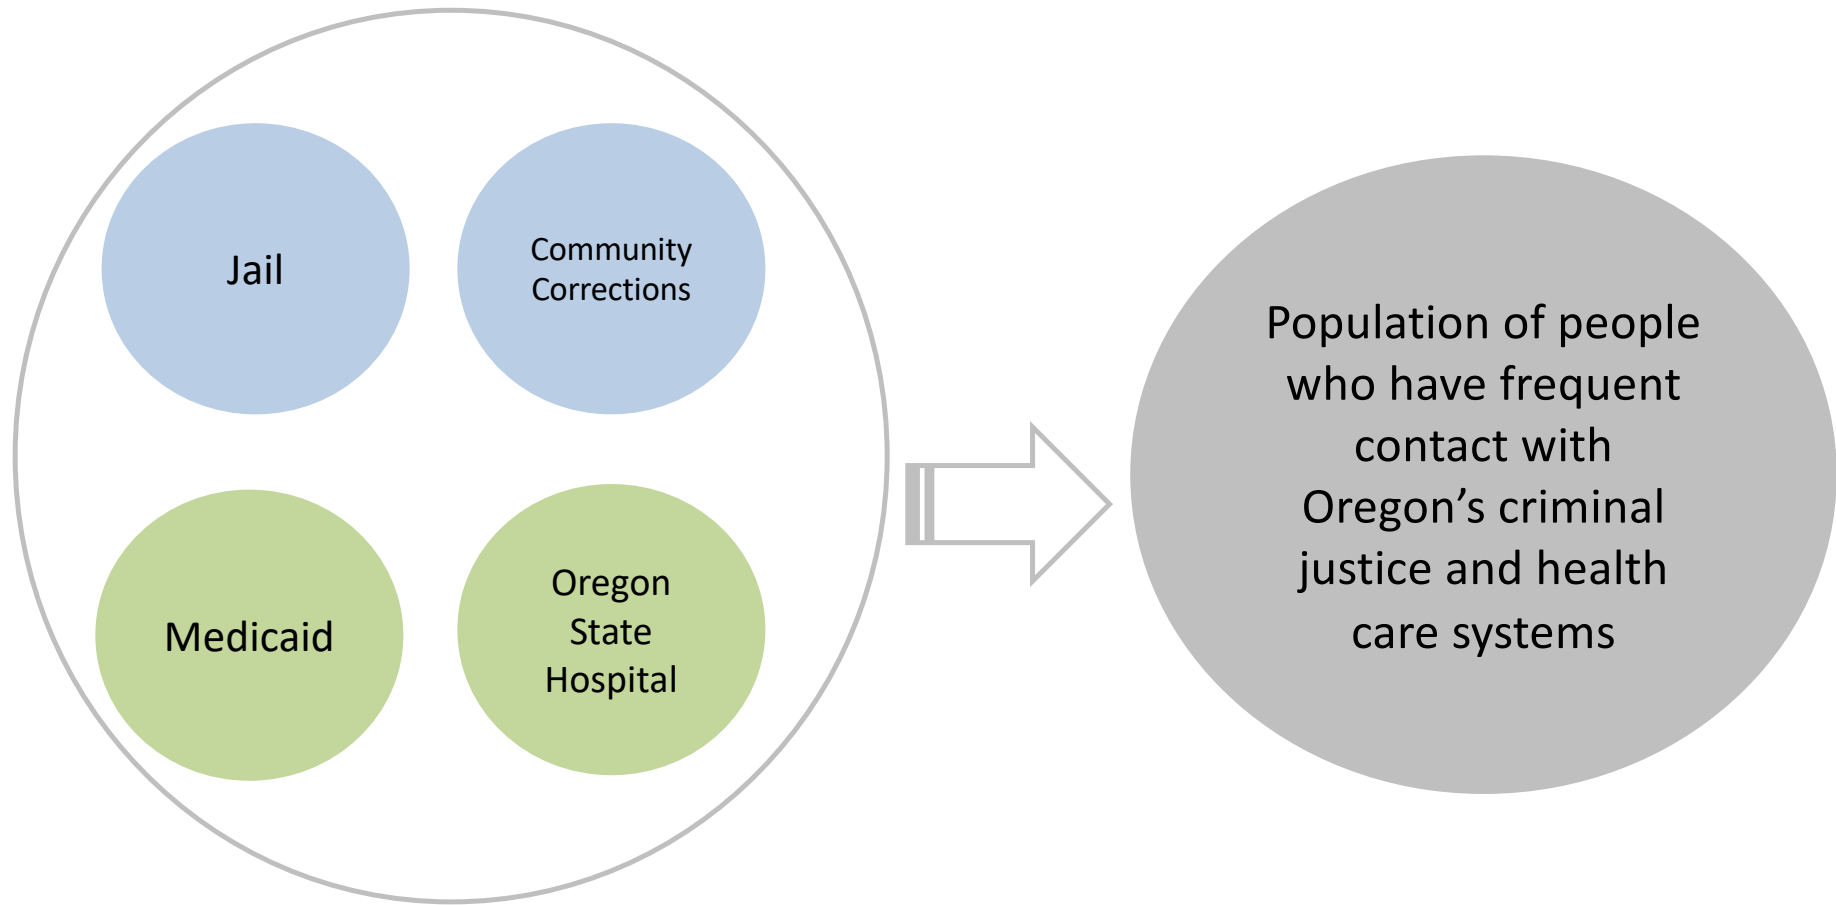 Jail
Community
Corrections
Medicaid
Oregon
State
Hospital
Population of people
who have frequent
contact with
Oregon’s criminal
justice and health
care systems